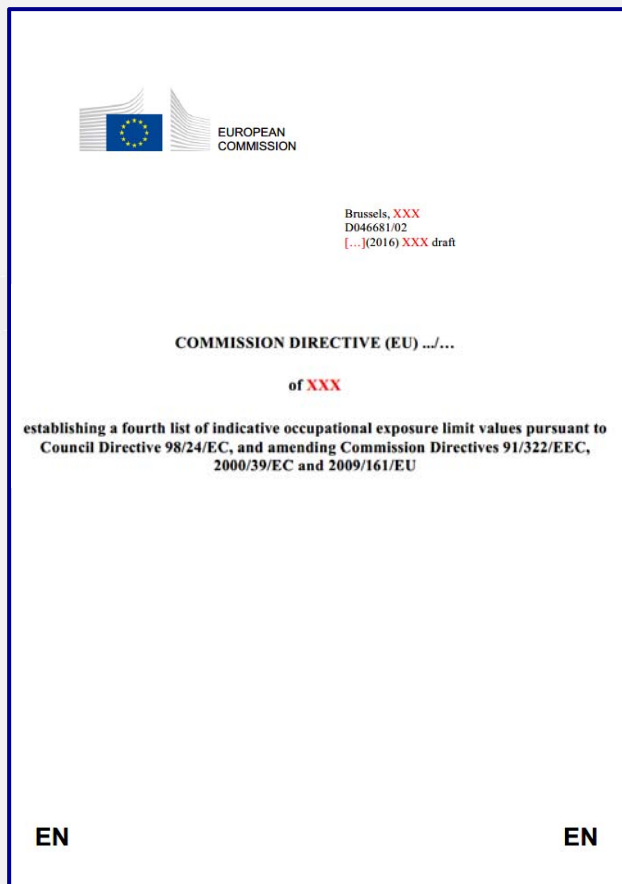 EUROPEAN
COMMISSION
Brussels, XXX
D046681/02
[...](2016) XXX draft
COMMISSION DIRECTIVE (EU) .../...
of XXX
establishing a fourth list of indicative occupational exposure limit values pursuant to
Council Directive 98/24/EC, and amending Commission Directives 91/322/EEC,
2000/39/EC and 2009/161/EU
EN
EN